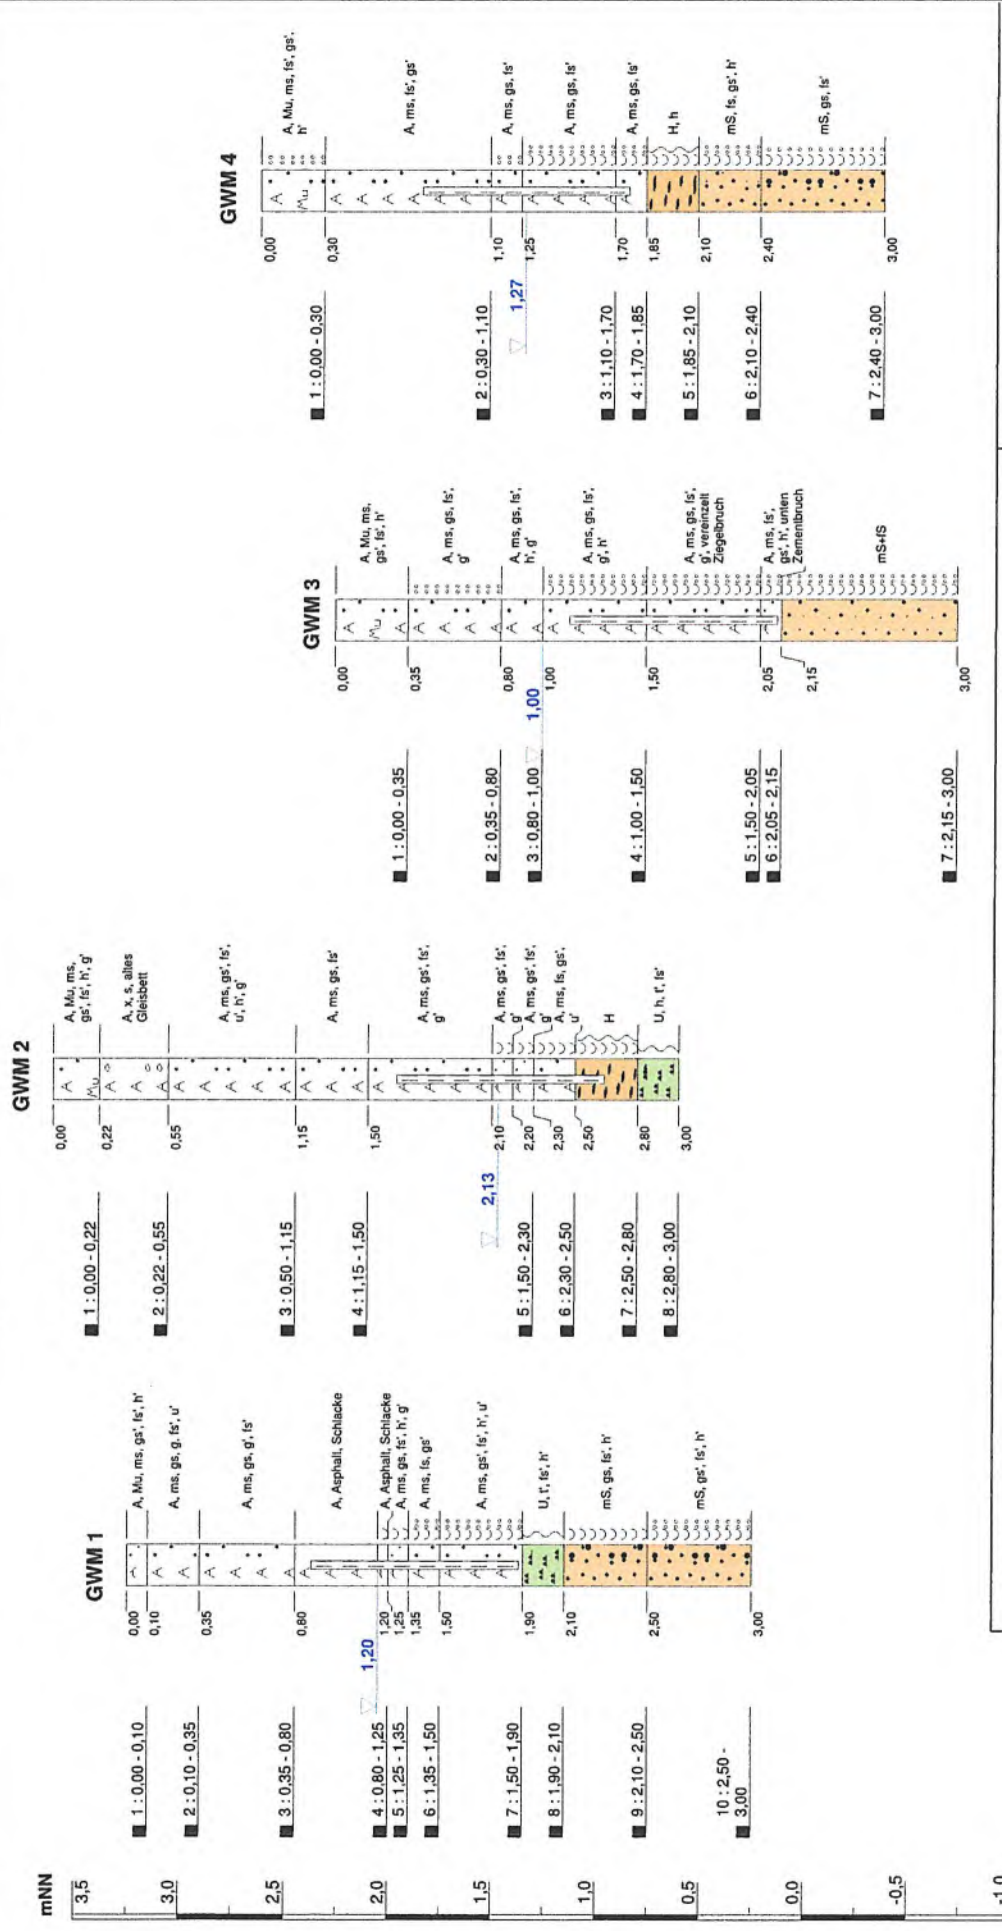 mNN
3,5
3,0
2,5
2,0
1,5
1,0
0,5
0,0
-0,5
-1,0
GWM 1
1 : 0,00 - 0,10
2 : 0,10 - 0,35
3 : 0,35 - 0,80
4 : 0,80 - 1,25
5 : 1,25 - 1,35
6 : 1,35 - 1,50
7 : 1,50 - 1,90
8 : 1,90 - 2,10
9 : 2,10 - 2,50
10 : 2,50 -
3,00
1,20
0,00
0,10
0,35
0,80
1,20
1,25
1,35
1,50
1,90
2,10
2,50
3,00
A, Mu, ms, gs', fs', h'
A, ms, gs, g, fs', u'
A, ms, gs, g', fs'
A, Asphalt, Schlacke
A, Asphalt, Schlacke
A, ms, gs, fs', h', g'
A, ms, fs, gs'
A, ms, gs', fs', h', u'
U, t', fs', h'
mS, gs, fs', h'
mS, gs', fs', h'
GWM 2
1 : 0,00 - 0,22
2 : 0,22 - 0,55
3 : 0,50 - 1,15
4 : 1,15 - 1,50
5 : 1,50 - 2,30
6 : 2,30 - 2,50
7 : 2,50 - 2,80
8 : 2,80 - 3,00
2,13
0,00
0,22
0,55
1,15
1,50
2,10
2,20
2,30
2,50
2,80
3,00
A, Mu, ms,
gs', fs', h', g'
A, x, s, altes
Gleisbett
A, ms, gs', fs',
u', h', g'
A, ms, gs, fs'
A, ms, gs', fs',
g'
A, ms, gs', fs',
g'
A, ms, gs', fs',
g'
A, ms, fs, gs',
u'
H
U, h, t', fs'
GWM 3
1 : 0,00 - 0,35
2 : 0,35 - 0,80
3 : 0,80 - 1,00
4 : 1,00 - 1,50
5 : 1,50 - 2,05
6 : 2,05 - 2,15
7 : 2,15 - 3,00
1,00
0,00
0,35
0,80
1,00
1,50
2,05
2,15
3,00
A, Mu, ms,
gs', fs', h'
A, ms, gs, fs',
g'
A, ms, gs, fs',
h', g'
A, ms, gs, fs',
g', h'
A, ms, gs, fs',
g', vereinzelt
Ziegelbruch
A, ms, fs',
gs', h', unten
Zementbruch
mS+fS
GWM 4
1 : 0,00 - 0,30
2 : 0,30 - 1,10
3 : 1,10 - 1,70
4 : 1,70 - 1,85
5 : 1,85 - 2,10
6 : 2,10 - 2,40
7 : 2,40 - 3,00
1,27
0,00
0,30
1,10
1,25
1,70
1,85
2,10
2,40
3,00
A, Mu, ms, fs', gs',
h'
A, ms, fs', gs'
A, ms, gs, fs'
A, ms, gs, fs'
A, ms, gs, fs'
H, h
mS, fs, gs', h'
mS, gs, fs'